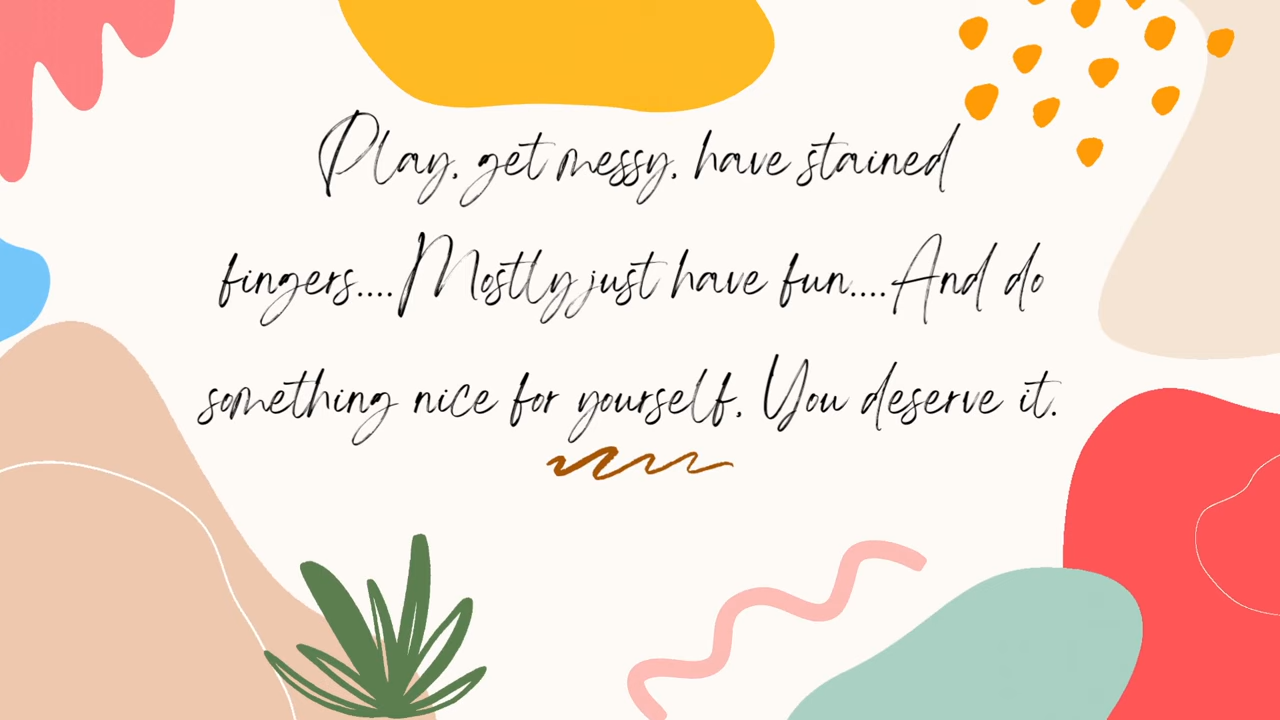 Play, get messy, have stained
fingers....Mostly just have fun....And do
something nice for yourself, You deserve it.